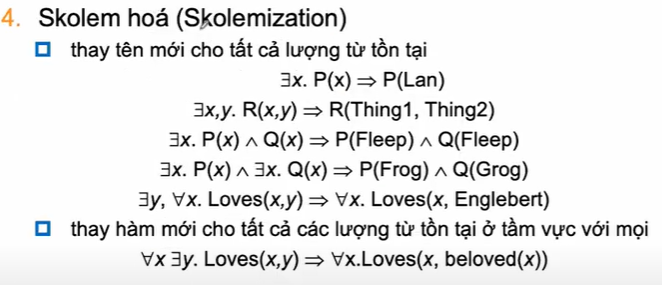 4. Skolem hoá (Skolemization)
thay tên mới cho tất cả lượng từ tồn tại
∃x. P(x) ⇒ P(Lan)
∃x,y. R(x,y) ⇒ R(Thing1, Thing2)
∃x. P(x) ∧ Q(x) ⇒ P(Fleep) ∧ Q(Fleep)
∃x. P(x) ∧ ∃x. Q(x) ⇒ P(Frog) ∧ Q(Grog)
∃y, ∀x. Loves(x,y) ⇒ ∀x. Loves(x, Englebert)
thay hàm mới cho tất cả các lượng từ tồn tại ở tầm vực với mọi
∀x ∃y. Loves(x,y) ⇒ ∀x.Loves(x, beloved(x))